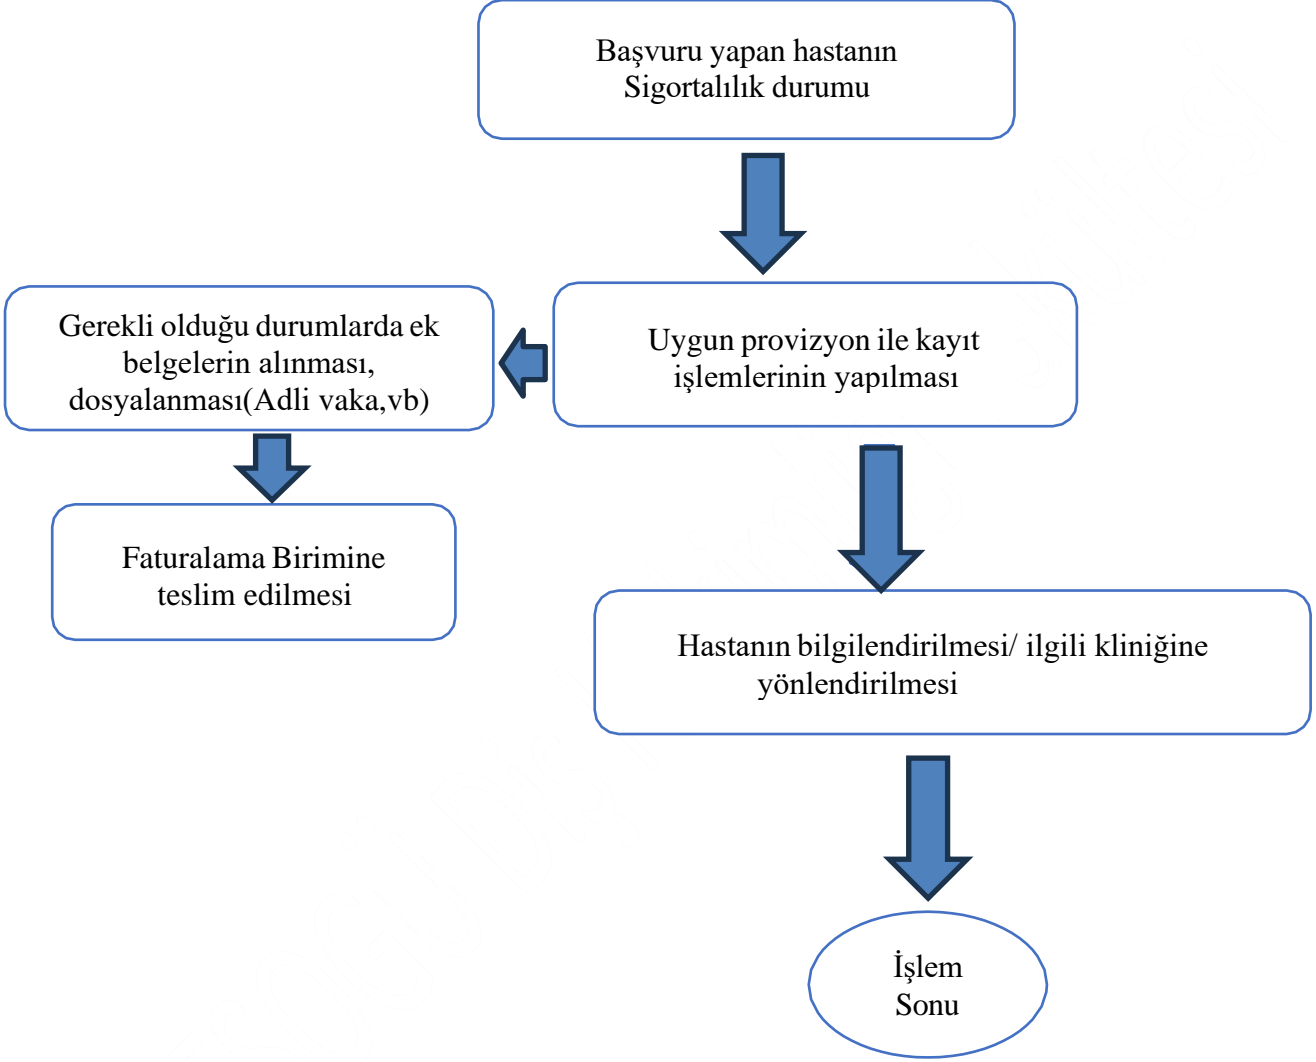 Başvuru yapan hastanın
Sigortalılık durumu
Gerekli olduğu durumlarda ek
belgelerin alınması,
dosyalanması(Adli vaka,vb)
Uygun provizyon ile kayıt
işlemlerinin yapılması
Faturalama Birimine
teslim edilmesi
Hastanın bilgilendirilmesi/ ilgili kliniğine
yönlendirilmesi
İşlem
Sonu